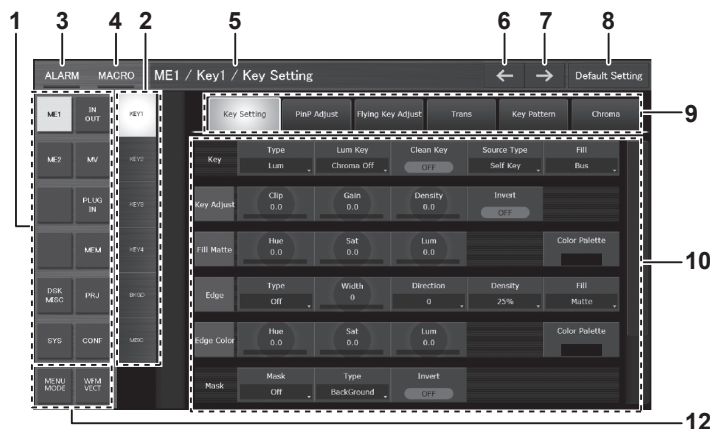 1 3 4 2 5 6 7 8
ALARM MACRO ME1 / Key1 / Key Setting ← → Default Setting
ME1 IN OUT KEY1 Key Setting PinP Adjust Flying Key Adjust Trans Key Pattern Chroma 9
Key Type Lum Lum Key Chroma Off Clean Key OFF Source Type Self Key Fill Bus
ME2 MV KEY2
Key Adjust Clip 0.0 Gain 0.0 Density 0.0 Invert OFF
PLUG IN KEY3
Fill Matte Hue 0.0 Sat 0.0 Lum 0.0 Color Palette
MEM KEY4 10
Edge Type Off Width 0 Direction 0 Density 25% Fill Matte
DSK MISC PRJ BKGD
Edge Color Hue 0.0 Sat 0.0 Lum 0.0 Color Palette
SYS CONF MISC
Mask Mask Off Type BackGround Invert OFF
MENU MODE WFM VECT
12